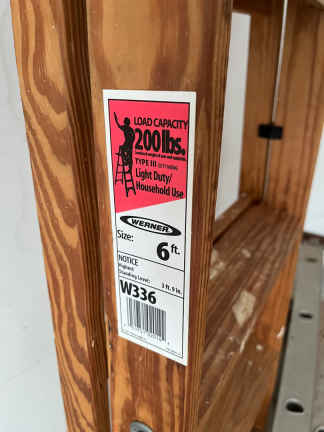 LOAD CAPACITY
200 lbs.
TYPE III
Light Duty/
Household Use
WERNER
Size: 6 ft.
NOTICE
Highest
Standing Level: 3 ft. 9 in.
W336